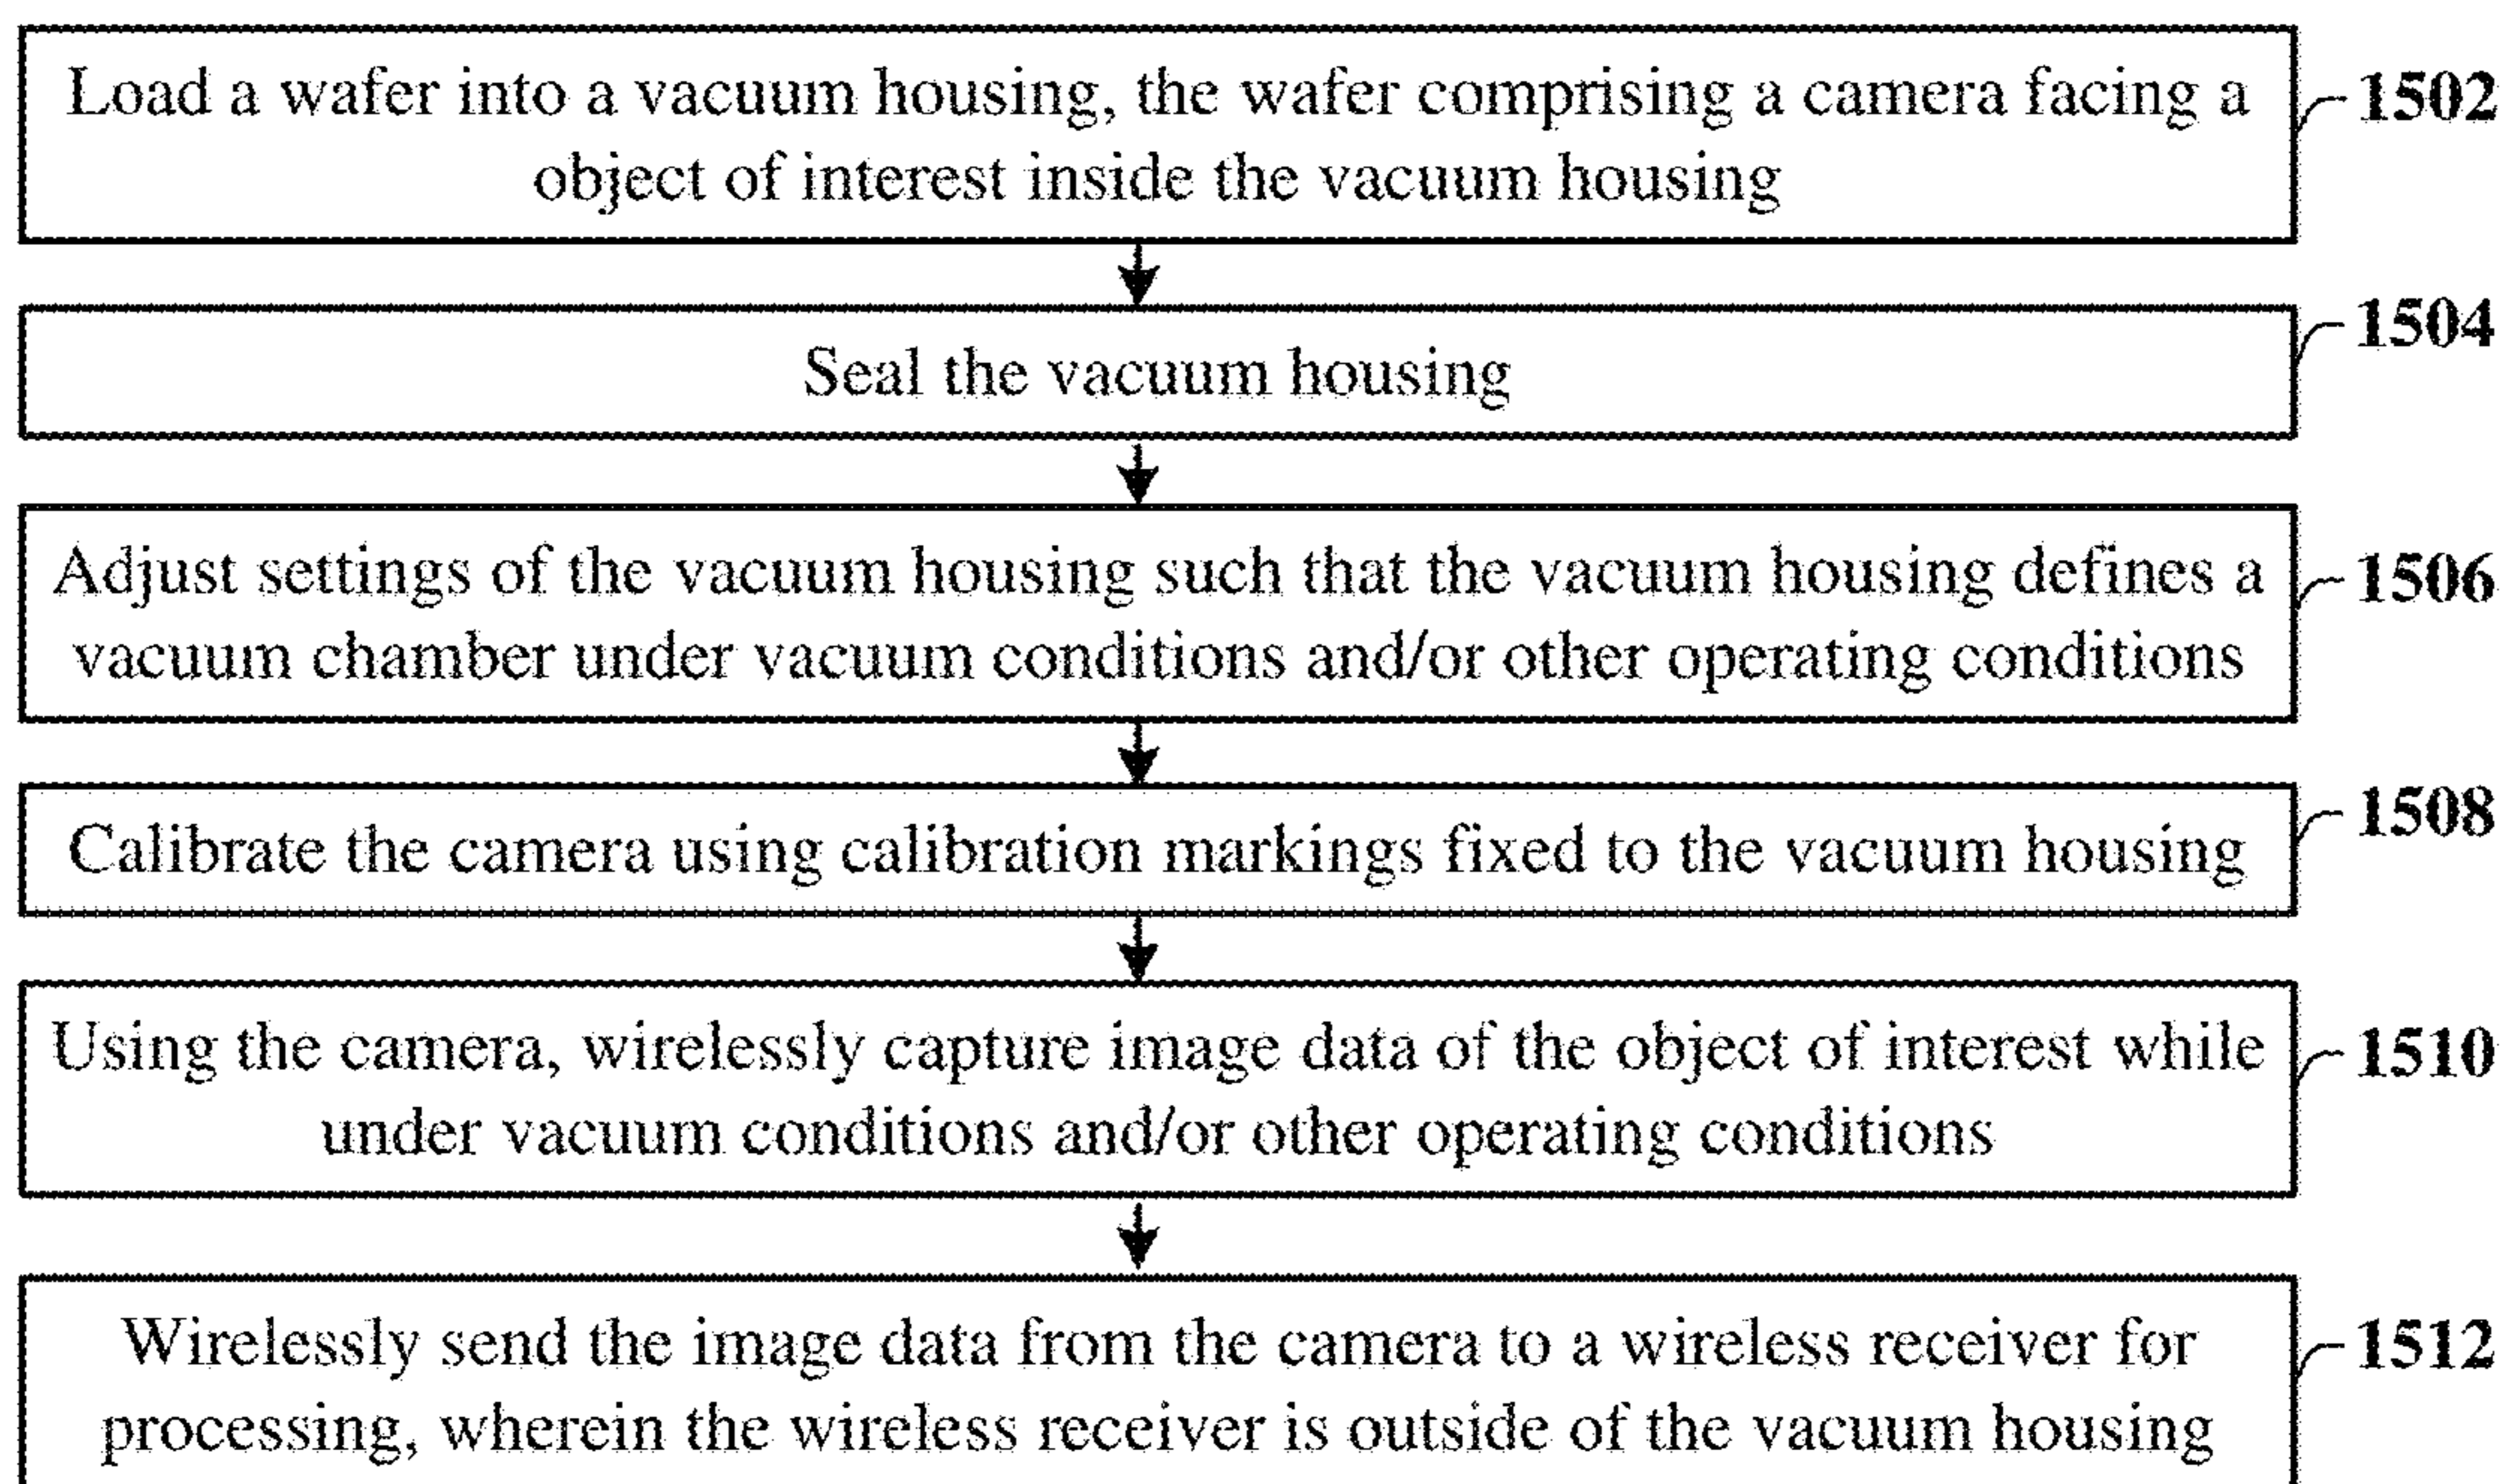 Load a wafer into a vacuum housing, the wafer comprising a camera facing a
object of interest inside the vacuum housing
1502
Seal the vacuum housing
1504
Adjust settings of the vacuum housing such that the vacuum housing defines a
vacuum chamber under vacuum conditions and/or other operating conditions
1506
Calibrate the camera using calibration markings fixed to the vacuum housing
1508
Using the camera, wirelessly capture image data of the object of interest while
under vacuum conditions and/or other operating conditions
1510
Wirelessly send the image data from the camera to a wireless receiver for
processing, wherein the wireless receiver is outside of the vacuum housing
1512